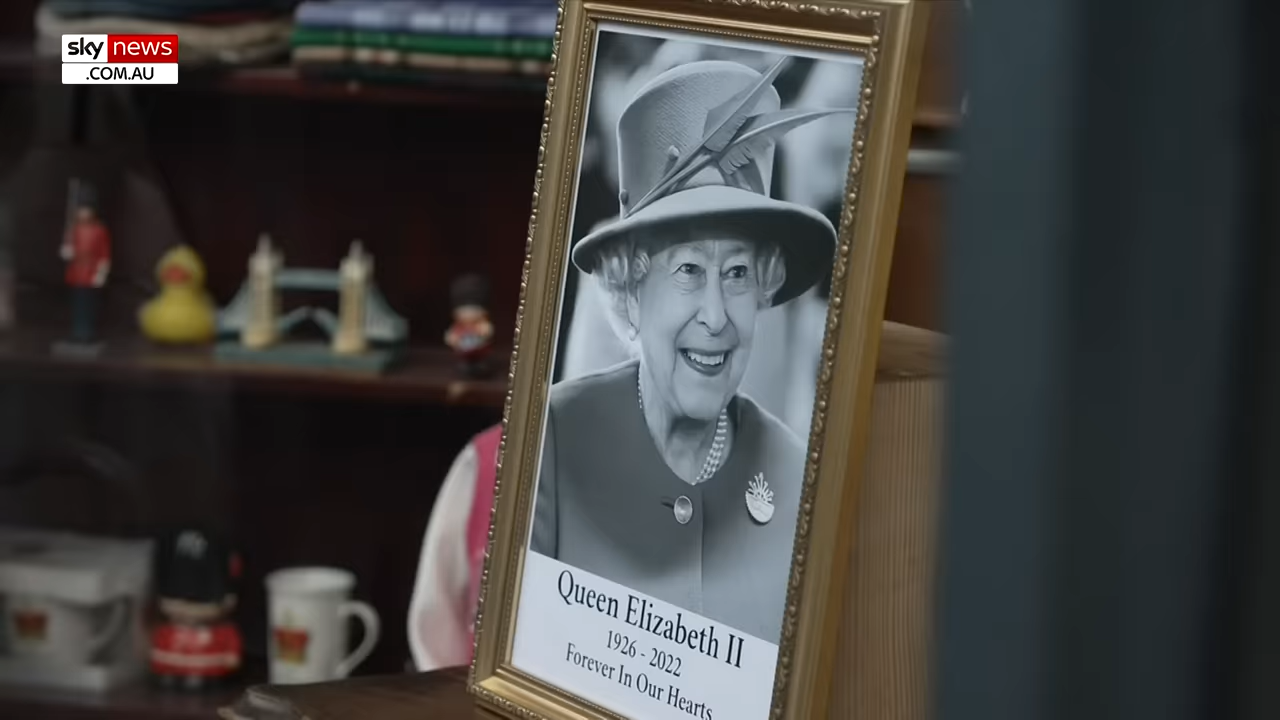 sky news
.COM.AU
Queen Elizabeth II
1926 - 2022
Forever In Our Hearts